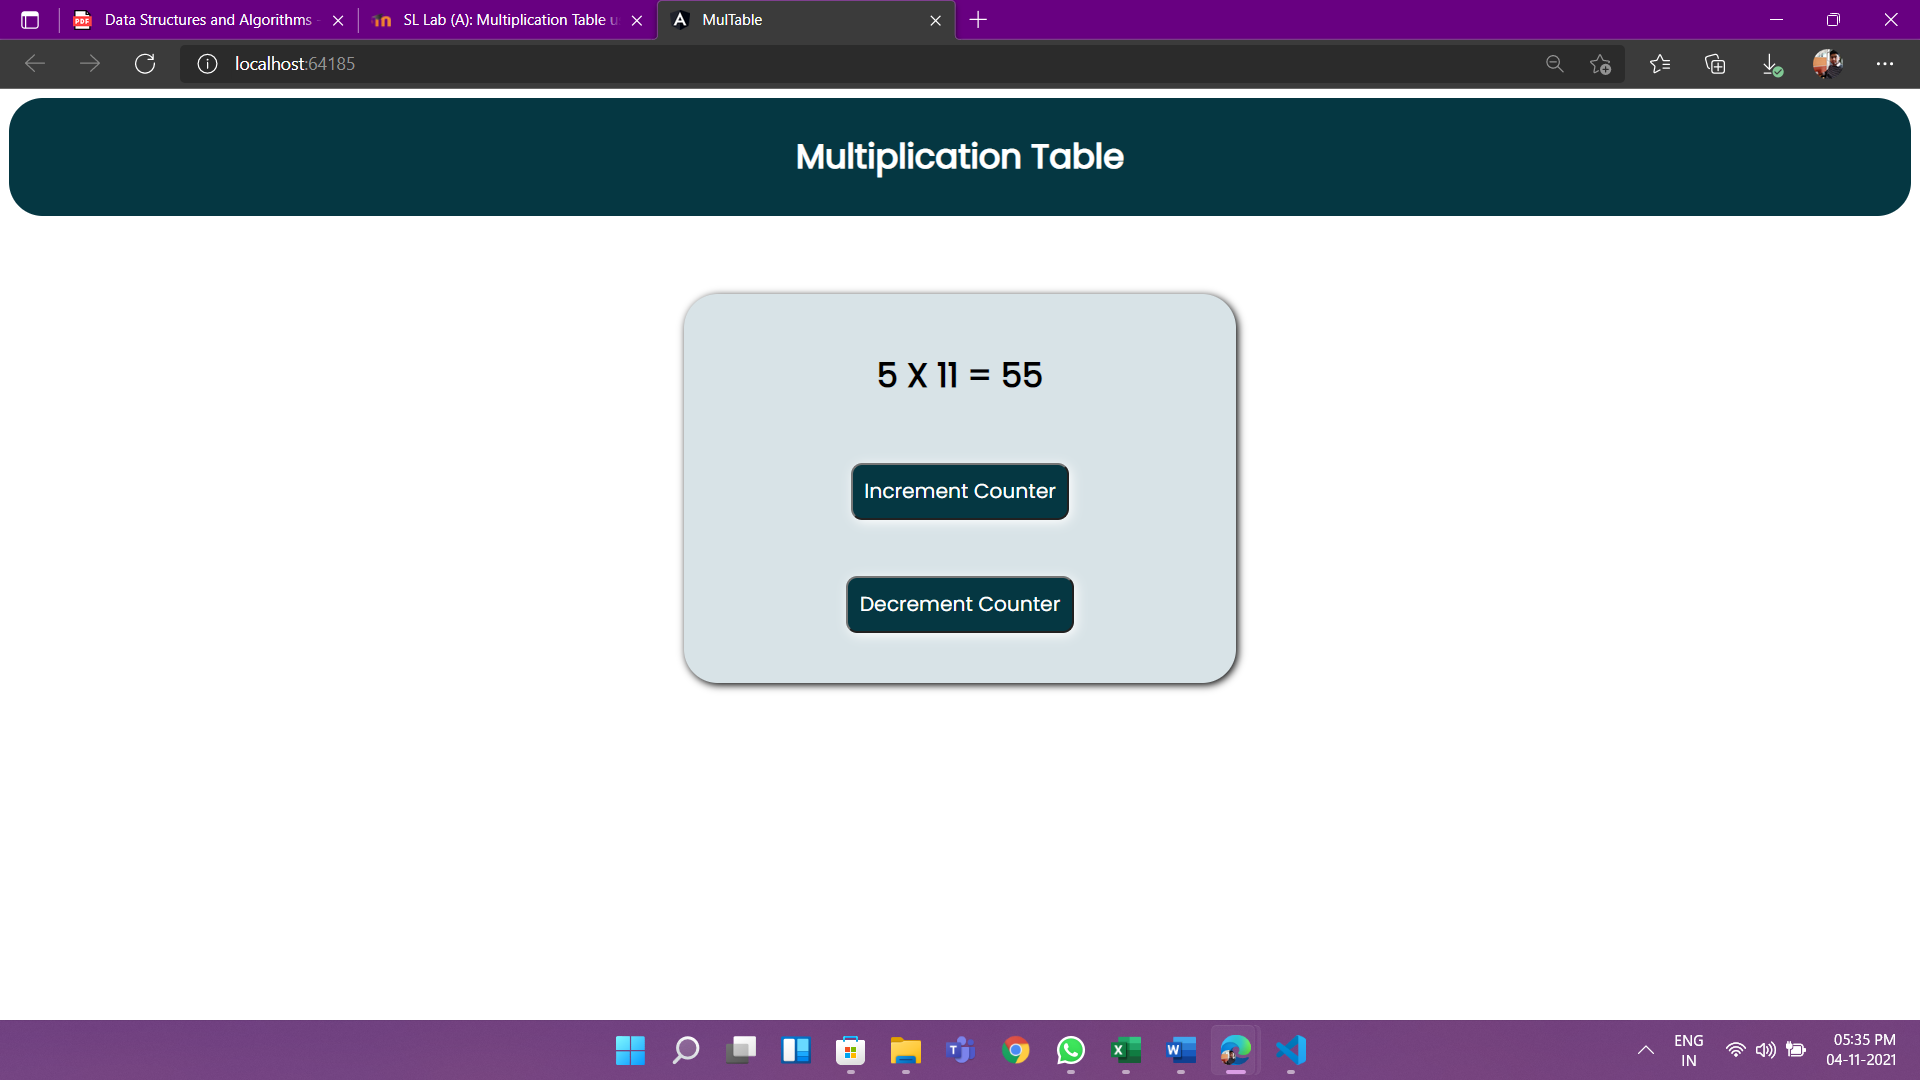 Data Structures and Algorithms
SL Lab (A): Multiplication Table u
MulTable
localhost:64185
Multiplication Table
5 X 11 = 55
Increment Counter
Decrement Counter
ENG
IN
05:35 PM
04-11-2021